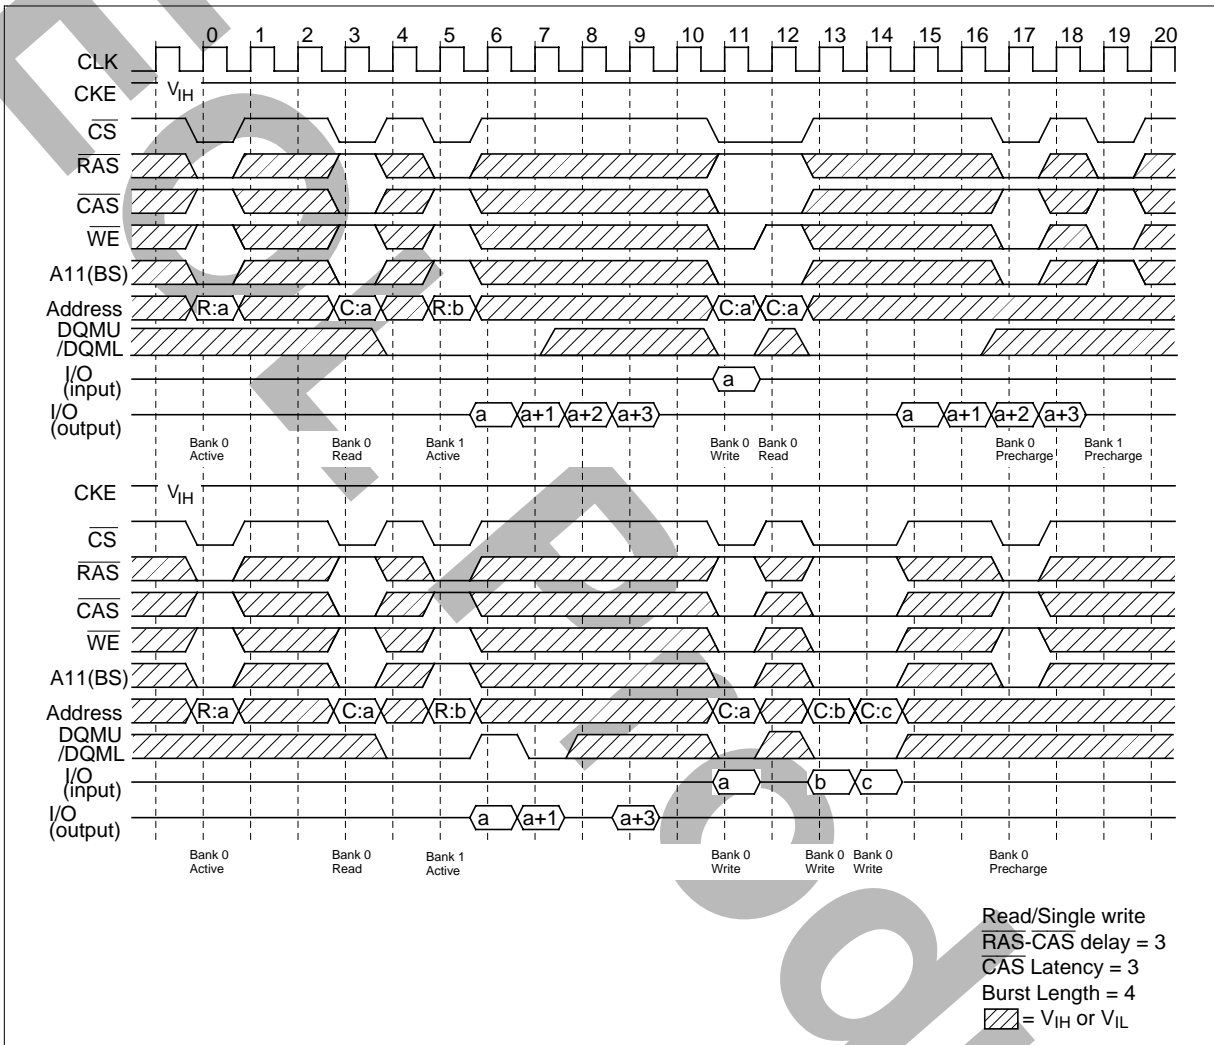 0 1 2 3 4 5 6 7 8 9 10 11 12 13 14 15 16 17 18 19 20
CLK
CKE VIH
CS
RAS
CAS
WE
A11(BS)
Address R:a C:a R:b C:a' C:a
DQMU
/DQML
I/O
(input) a
I/O
(output) a a+1 a+2 a+3 a a+1 a+2 a+3
Bank 0 Bank 0 Bank 1 Bank 0 Bank 0 Bank 0 Bank 1
Active Read Active Write Read Precharge Precharge
CKE VIH
CS
RAS
CAS
WE
A11(BS)
Address R:a C:a R:b C:a C:b C:c
DQMU
/DQML
I/O
(input) a b c
I/O
(output) a a+1 a+3
Bank 0 Bank 0 Bank 1 Bank 0 Bank 0 Bank 0 Bank 0
Active Read Active Write Write Write Precharge
Read/Single write
RAS-CAS delay = 3
CAS Latency = 3
Burst Length = 4
= VIH or VIL